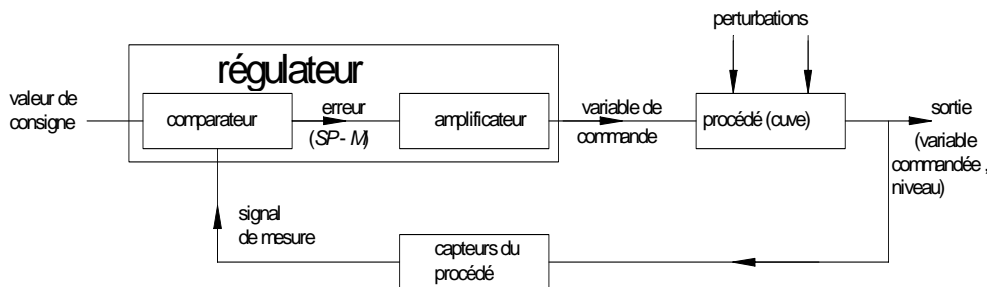 perturbations
régulateur
valeur de
consigne
comparateur
erreur
(SP - M)
amplificateur
variable de
commande
procédé (cuve)
sortie
(variable
commandée ,
niveau)
signal
de mesure
capteurs du
procédé